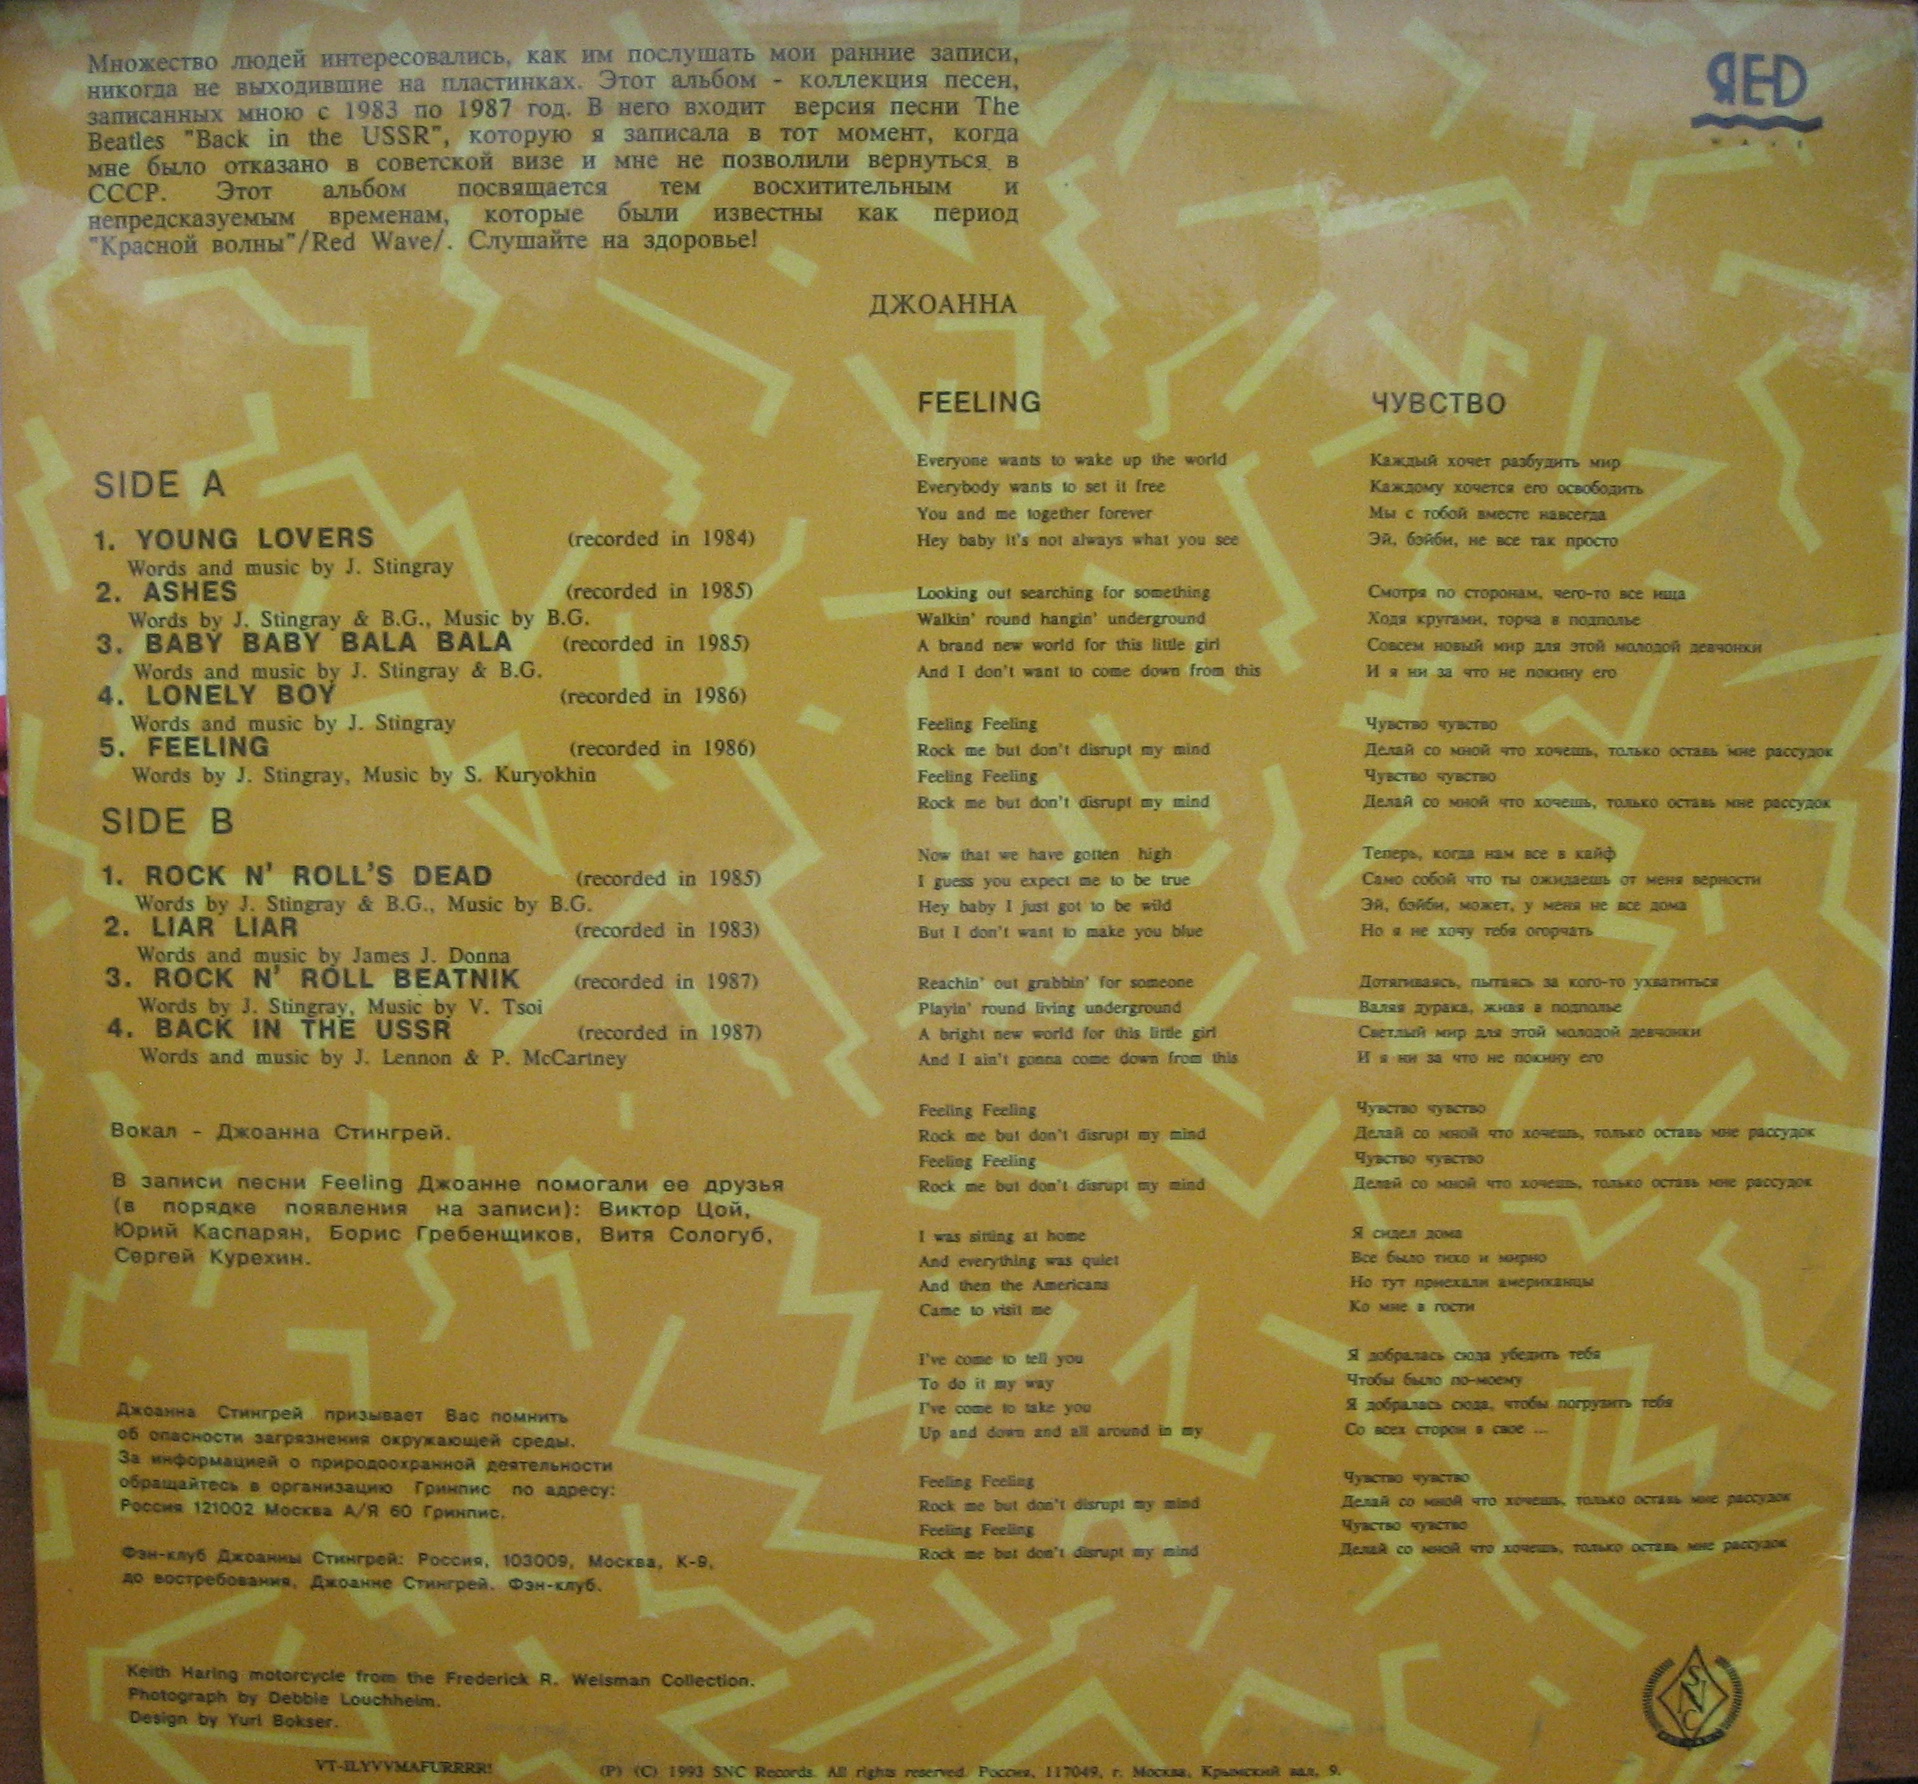 Множество людей интересовались, как им послушать мои ранние записи,
никогда не выходившие на пластинках. Этот альбом - коллекция песен,
записанных мною с 1983 по 1987 год. В него входит версия песни The
Beatles "Back in the USSR", которую я записала в тот момент, когда
мне было отказано в советской визе и мне не позволили вернуться в
СССР. Этот альбом посвящается тем восхитительным и
непредсказуемым временам, которые были известны как период
"Красной волны"/Red Wave/. Слушайте на здоровье!
ДЖОАННА
ЯED
WAVE
SIDE A
1. YOUNG LOVERS (recorded in 1984)
Words and music by J. Stingray
2. ASHES (recorded in 1985)
Words by J. Stingray & B.G., Music by B.G.
3. BABY BABY BALA BALA (recorded in 1985)
Words and music by J. Stingray & B.G.
4. LONELY BOY (recorded in 1986)
Words and music by J. Stingray
5. FEELING (recorded in 1986)
Words by J. Stingray, Music by S. Kuryokhin
SIDE B
1. ROCK N' ROLL'S DEAD (recorded in 1985)
Words by J. Stingray & B.G., Music by B.G.
2. LIAR LIAR (recorded in 1983)
Words and music by James J. Donna
3. ROCK N' ROLL BEATNIK (recorded in 1987)
Words by J. Stingray, Music by V. Tsoi
4. BACK IN THE USSR (recorded in 1987)
Words and music by J. Lennon & P. McCartney
Вокал - Джоанна Стингрей.
В записи песни Feeling Джоанне помогали ее друзья
(в порядке появления на записи): Виктор Цой,
Юрий Каспарян, Борис Гребенщиков, Витя Сологуб,
Сергей Курехин.
Джоанна Стингрей призывает Вас помнить
об опасности загрязнения окружающей среды.
За информацией о природоохранной деятельности
обращайтесь в организацию Гринпис по адресу:
Россия 121002 Москва А/Я 60 Гринпис.
Фэн-клуб Джоанны Стингрей: Россия, 103009, Москва, К-9,
до востребования, Джоанне Стингрей. Фэн-клуб.
Keith Haring motorcycle from the Frederick R. Weisman Collection.
Photograph by Debbie Louchheim.
Design by Yuri Bokser.
FEELING
Everyone wants to wake up the world
Everybody wants to set it free
You and me together forever
Hey baby it's not always what you see
Looking out searching for something
Walkin' round hangin' underground
A brand new world for this little girl
And I don't want to come down from this
Feeling Feeling
Rock me but don't disrupt my mind
Feeling Feeling
Rock me but don't disrupt my mind
Now that we have gotten high
I guess you expect me to be true
Hey baby I just got to be wild
But I don't want to make you blue
Reachin' out grabbin' for someone
Playin' round living underground
A bright new world for this little girl
And I ain't gonna come down from this
Feeling Feeling
Rock me but don't disrupt my mind
Feeling Feeling
Rock me but don't disrupt my mind
I was sitting at home
And everything was quiet
And then the Americans
Came to visit me
I've come to tell you
To do it my way
I've come to take you
Up and down and all around in my
Feeling Feeling
Rock me but don't disrupt my mind
Feeling Feeling
Rock me but don't disrupt my mind
ЧУВСТВО
Каждый хочет разбудить мир
Каждому хочется его освободить
Мы с тобой вместе навсегда
Эй, бэйби, не все так просто
Смотря по сторонам, чего-то все ища
Ходя кругами, торча в подполье
Совсем новый мир для этой молодой девчонки
И я ни за что не покину его
Чувство чувство
Делай со мной что хочешь, только оставь мне рассудок
Чувство чувство
Делай со мной что хочешь, только оставь мне рассудок
Теперь, когда нам все в кайф
Само собой что ты ожидаешь от меня верности
Эй, бэйби, может, у меня не все дома
Но я не хочу тебя огорчать
Дотягиваясь, пытаясь за кого-то ухватиться
Валяя дурака, живя в подполье
Светлый мир для этой молодой девчонки
И я ни за что не покину его
Чувство чувство
Делай со мной что хочешь, только оставь мне рассудок
Чувство чувство
Делай со мной что хочешь, только оставь мне рассудок
Я сидел дома
Все было тихо и мирно
Но тут приехали американцы
Ко мне в гости
Я добралась сюда убедить тебя
Чтобы было по-моему
Я добралась сюда, чтобы погрузить тебя
Со всех сторон в свое ...
Чувство чувство
Делай со мной что хочешь, только оставь мне рассудок
Чувство чувство
Делай со мной что хочешь, только оставь мне рассудок
SNC
VT-ILYVVMAFURRRR!
(P) (C) 1993 SNC Records. All rights reserved. Россия, 117049, г. Москва, Крымский вал, 9.